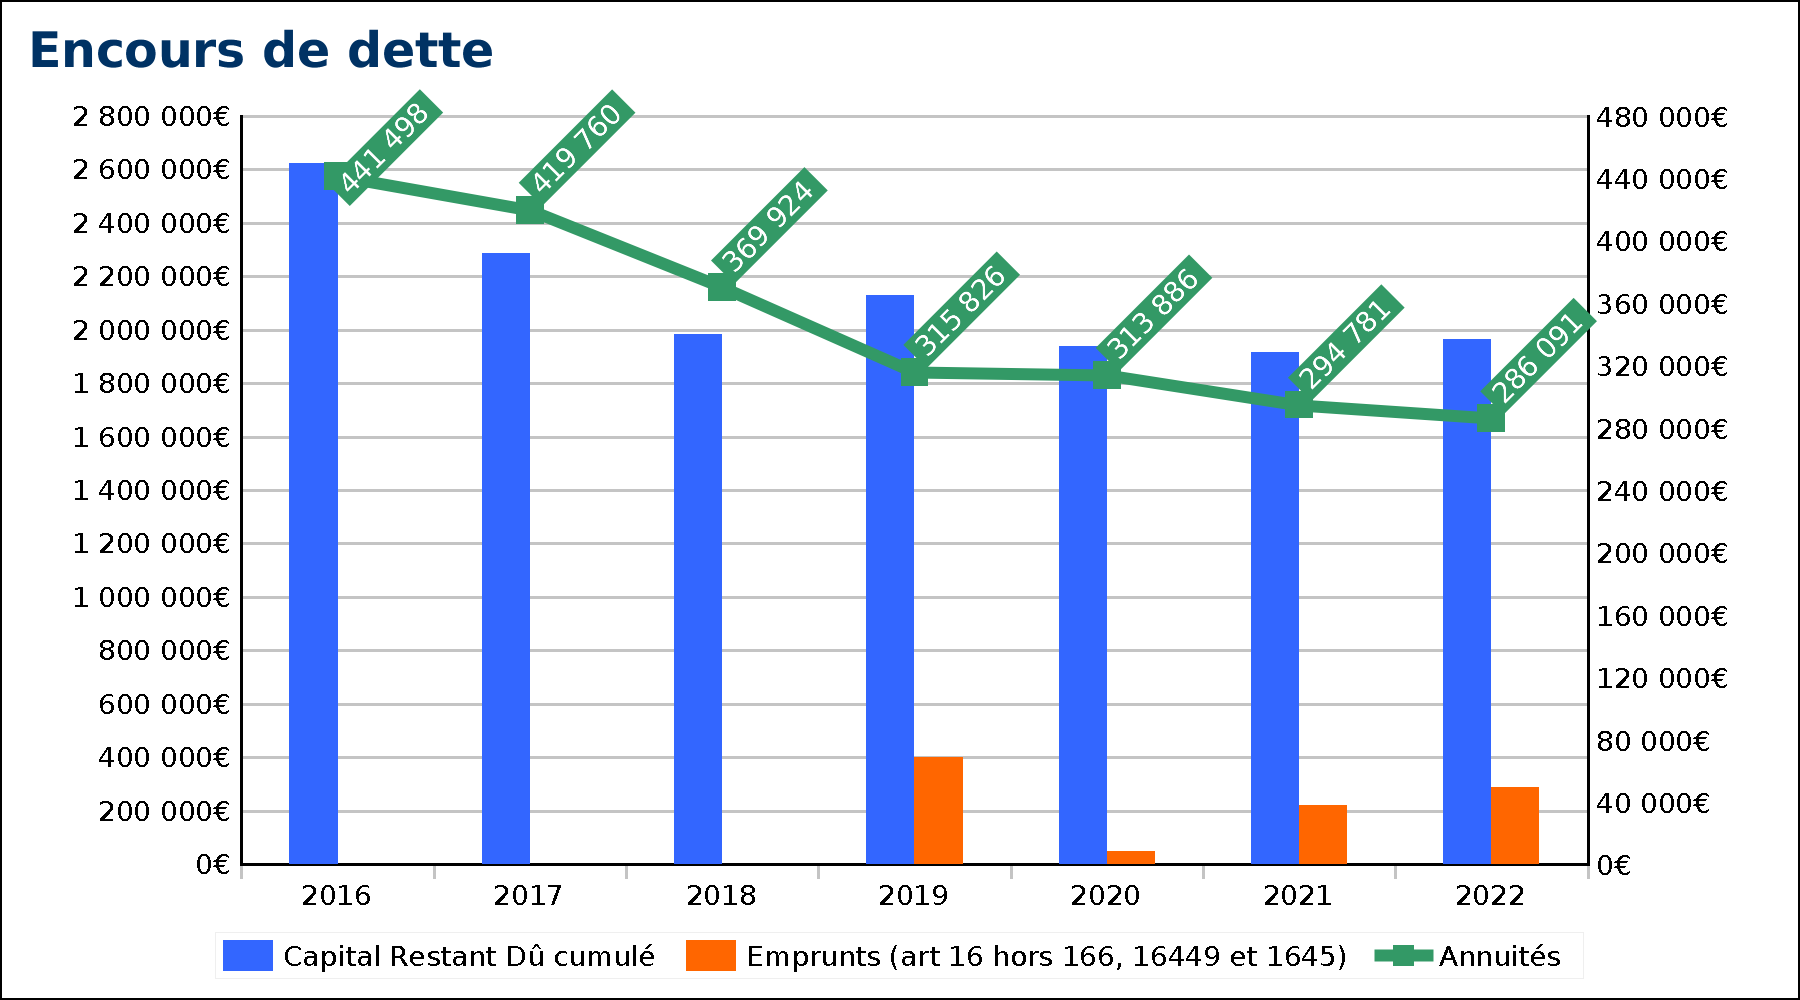 Encours de dette
2 800 000€
2 600 000€
2 400 000€
2 200 000€
2 000 000€
1 800 000€
1 600 000€
1 400 000€
1 200 000€
1 000 000€
800 000€
600 000€
400 000€
200 000€
0€
480 000€
440 000€
400 000€
360 000€
320 000€
280 000€
240 000€
200 000€
160 000€
120 000€
80 000€
40 000€
0€
441 498
419 760
369 924
315 826
313 886
294 781
286 091
2016 2017 2018 2019 2020 2021 2022
Capital Restant Dû cumulé Emprunts (art 16 hors 166, 16449 et 1645) Annuités